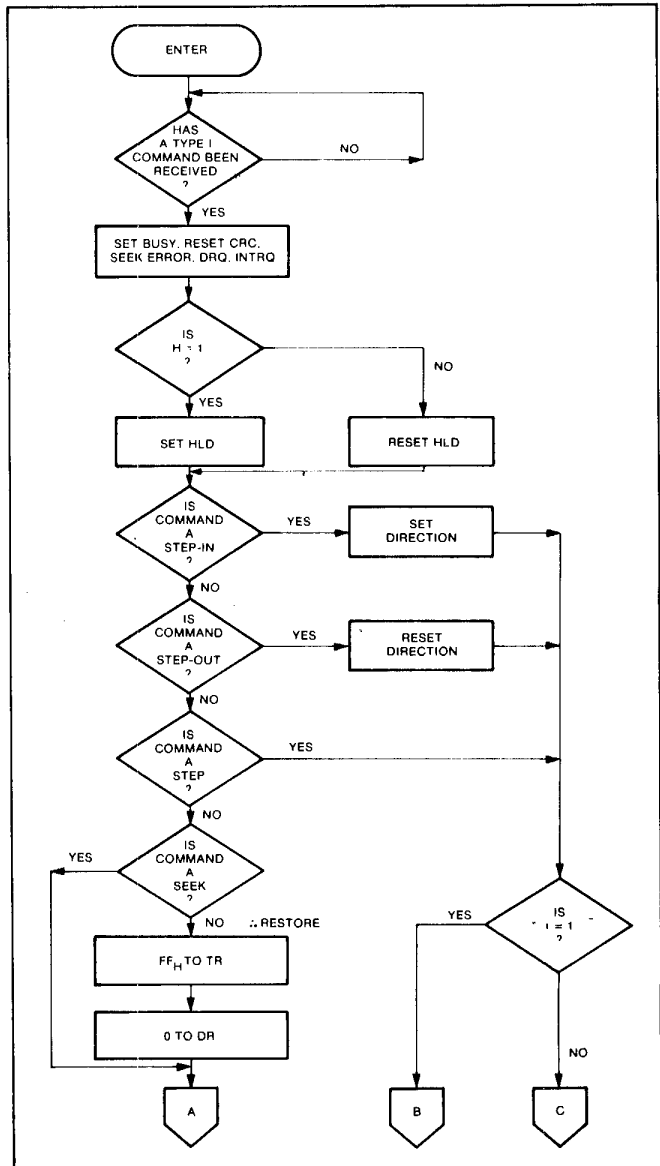 ENTER
HAS
A TYPE I
COMMAND BEEN
RECEIVED
?
NO
YES
SET BUSY, RESET CRC,
SEEK ERROR, DRQ, INTRQ
IS
H = 1
?
NO
YES
SET HLD
RESET HLD
IS
COMMAND
A
STEP-IN
?
YES
SET
DIRECTION
NO
IS
COMMAND
A
STEP-OUT
?
YES
RESET
DIRECTION
NO
IS
COMMAND
A
STEP
?
YES
NO
IS
COMMAND
A
SEEK
?
YES
NO ∴ RESTORE
IS
= 1
?
YES
FFH TO TR
0 TO DR
NO
A
B
C